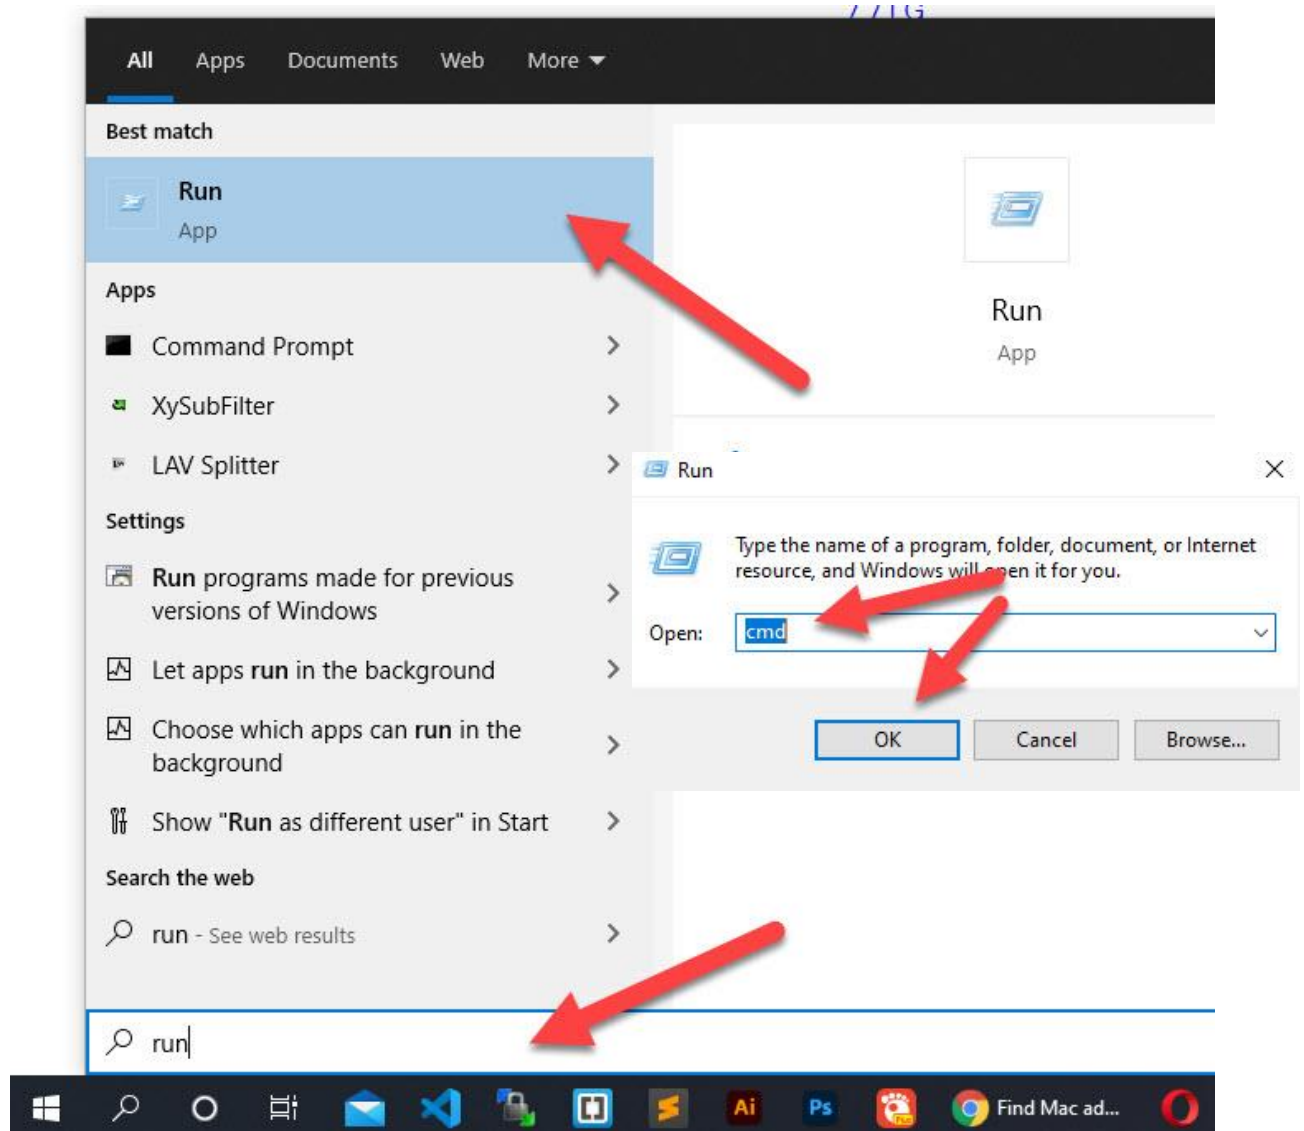 All Apps Documents Web More
Best match
Run
App
Apps
Command Prompt
XySubFilter
LAV Splitter
Settings
Run programs made for previous
versions of Windows
Let apps run in the background
Choose which apps can run in the
background
Show "Run as different user" in Start
Search the web
run - See web results
run
Run
App
Run
Type the name of a program, folder, document, or Internet
resource, and Windows will open it for you.
Open: cmd
OK Cancel Browse...
Ai Ps Find Mac ad...